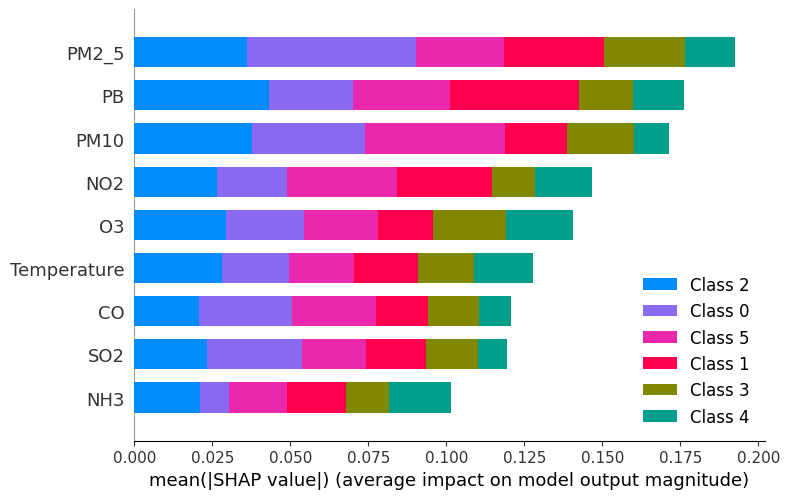 PM2_5
PB
PM10
NO2
O3
Temperature
CO
SO2
NH3
Class 2
Class 0
Class 5
Class 1
Class 3
Class 4
0.000 0.025 0.050 0.075 0.100 0.125 0.150 0.175 0.200
mean(|SHAP value|) (average impact on model output magnitude)